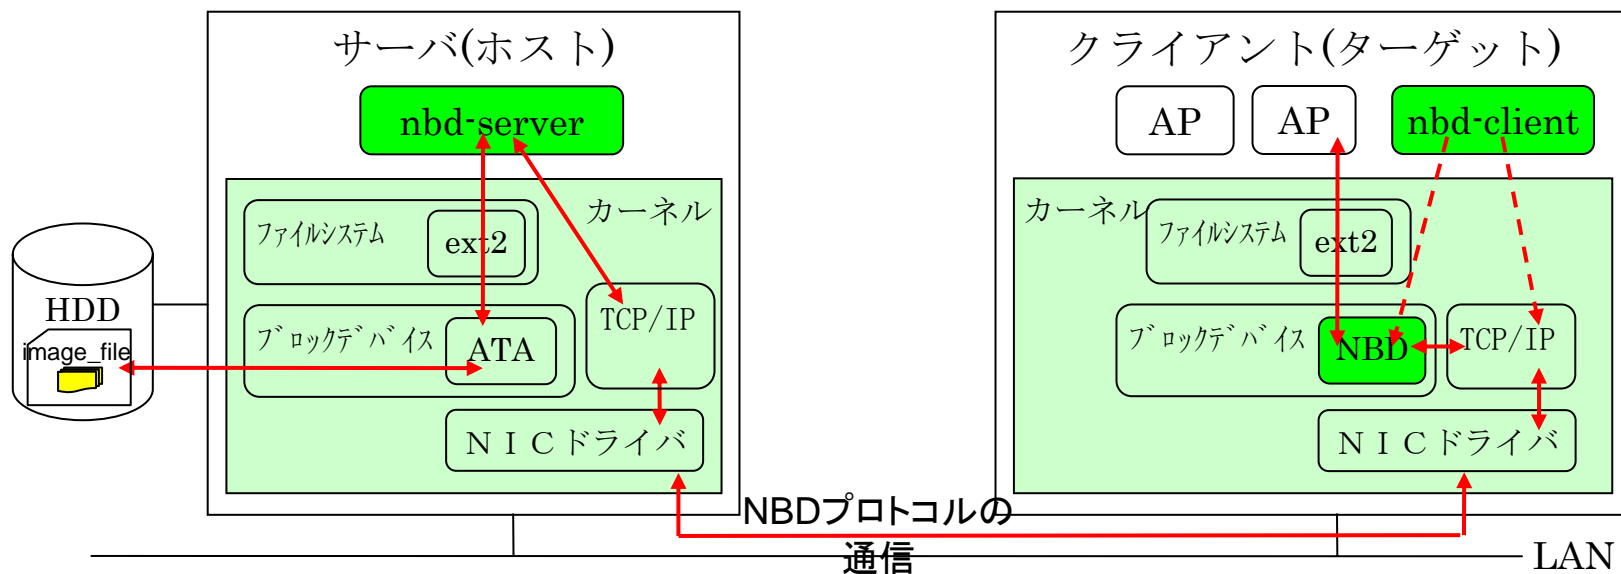 サーバ(ホスト)
nbd-server
カーネル
ファイルシステム
ext2
ブロックデバイス
ATA
TCP/IP
ＮＩＣドライバ
HDD
image_file
クライアント(ターゲット)
AP
AP
nbd-client
カーネル
ファイルシステム
ext2
ブロックデバイス
NBD
TCP/IP
ＮＩＣドライバ
NBDプロトコルの
通信
LAN